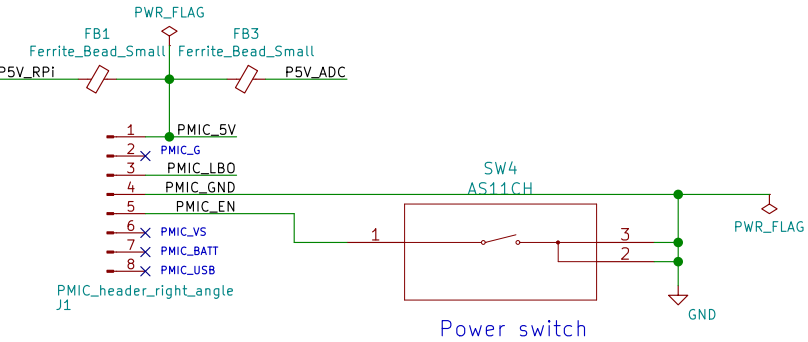 PWR_FLAG
FB1
FB3
Ferrite_Bead_Small
Ferrite_Bead_Small
P5V_RPi
P5V_ADC
1 PMIC_5V
2 PMIC_G
3 PMIC_LBO
4 PMIC_GND
5 PMIC_EN
6 PMIC_VS
7 PMIC_BATT
8 PMIC_USB
PMIC_header_right_angle
J1
SW4
AS11CH
1
3
2
PWR_FLAG
GND
Power switch